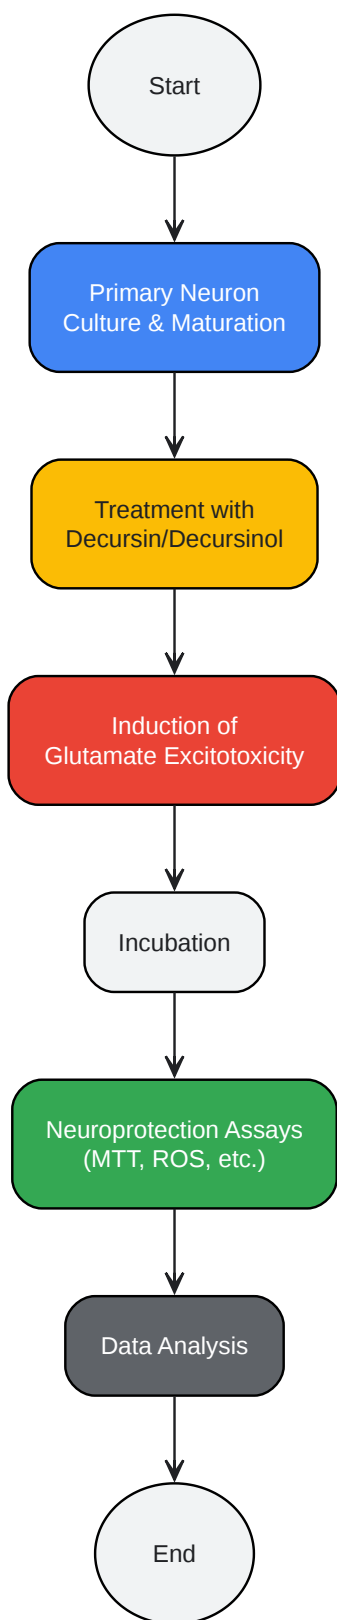 Start
Primary Neuron
Culture & Maturation
Treatment with
Decursin/Decursinol
Induction of
Glutamate Excitotoxicity
Incubation
Neuroprotection Assays
(MTT, ROS, etc.)
Data Analysis
End